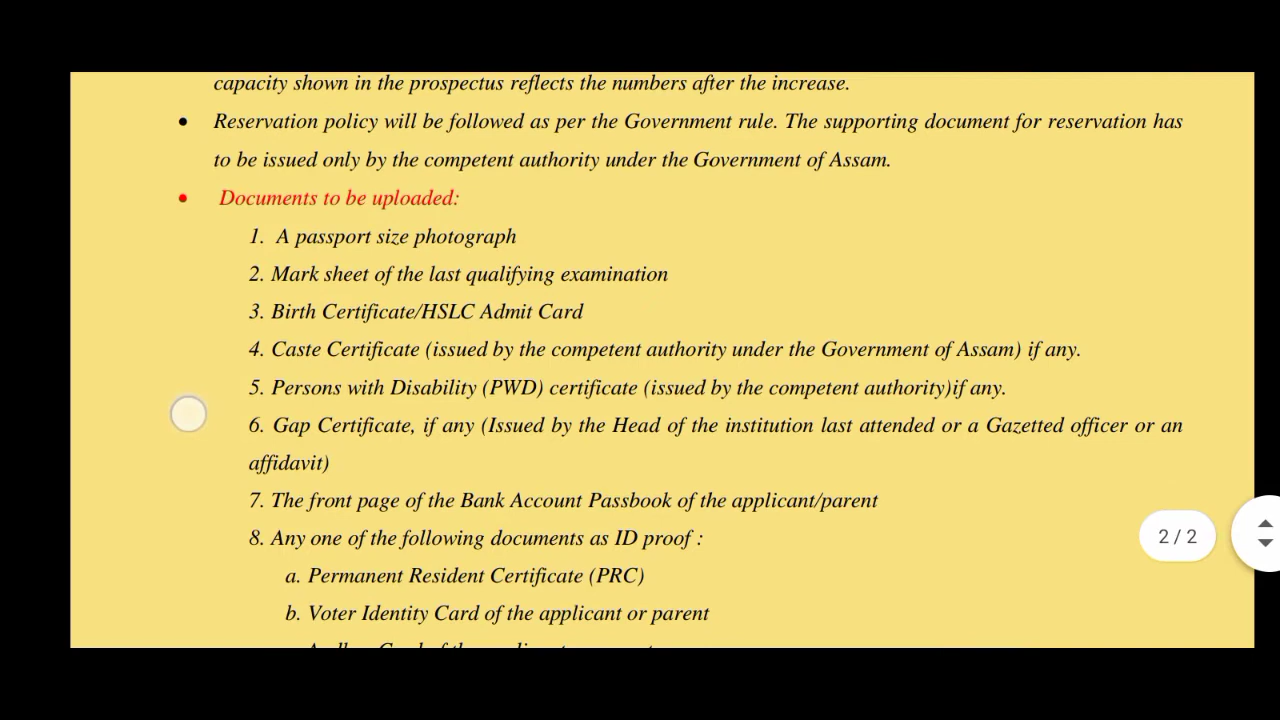 capacity shown in the prospectus reflects the numbers after the increase.
• Reservation policy will be followed as per the Government rule. The supporting document for reservation has
to be issued only by the competent authority under the Government of Assam.
• Documents to be uploaded:
1. A passport size photograph
2. Mark sheet of the last qualifying examination
3. Birth Certificate/HSLC Admit Card
4. Caste Certificate (issued by the competent authority under the Government of Assam) if any.
5. Persons with Disability (PWD) certificate (issued by the competent authority)if any.
6. Gap Certificate, if any (Issued by the Head of the institution last attended or a Gazetted officer or an
affidavit)
7. The front page of the Bank Account Passbook of the applicant/parent
8. Any one of the following documents as ID proof :
2 / 2
a. Permanent Resident Certificate (PRC)
b. Voter Identity Card of the applicant or parent